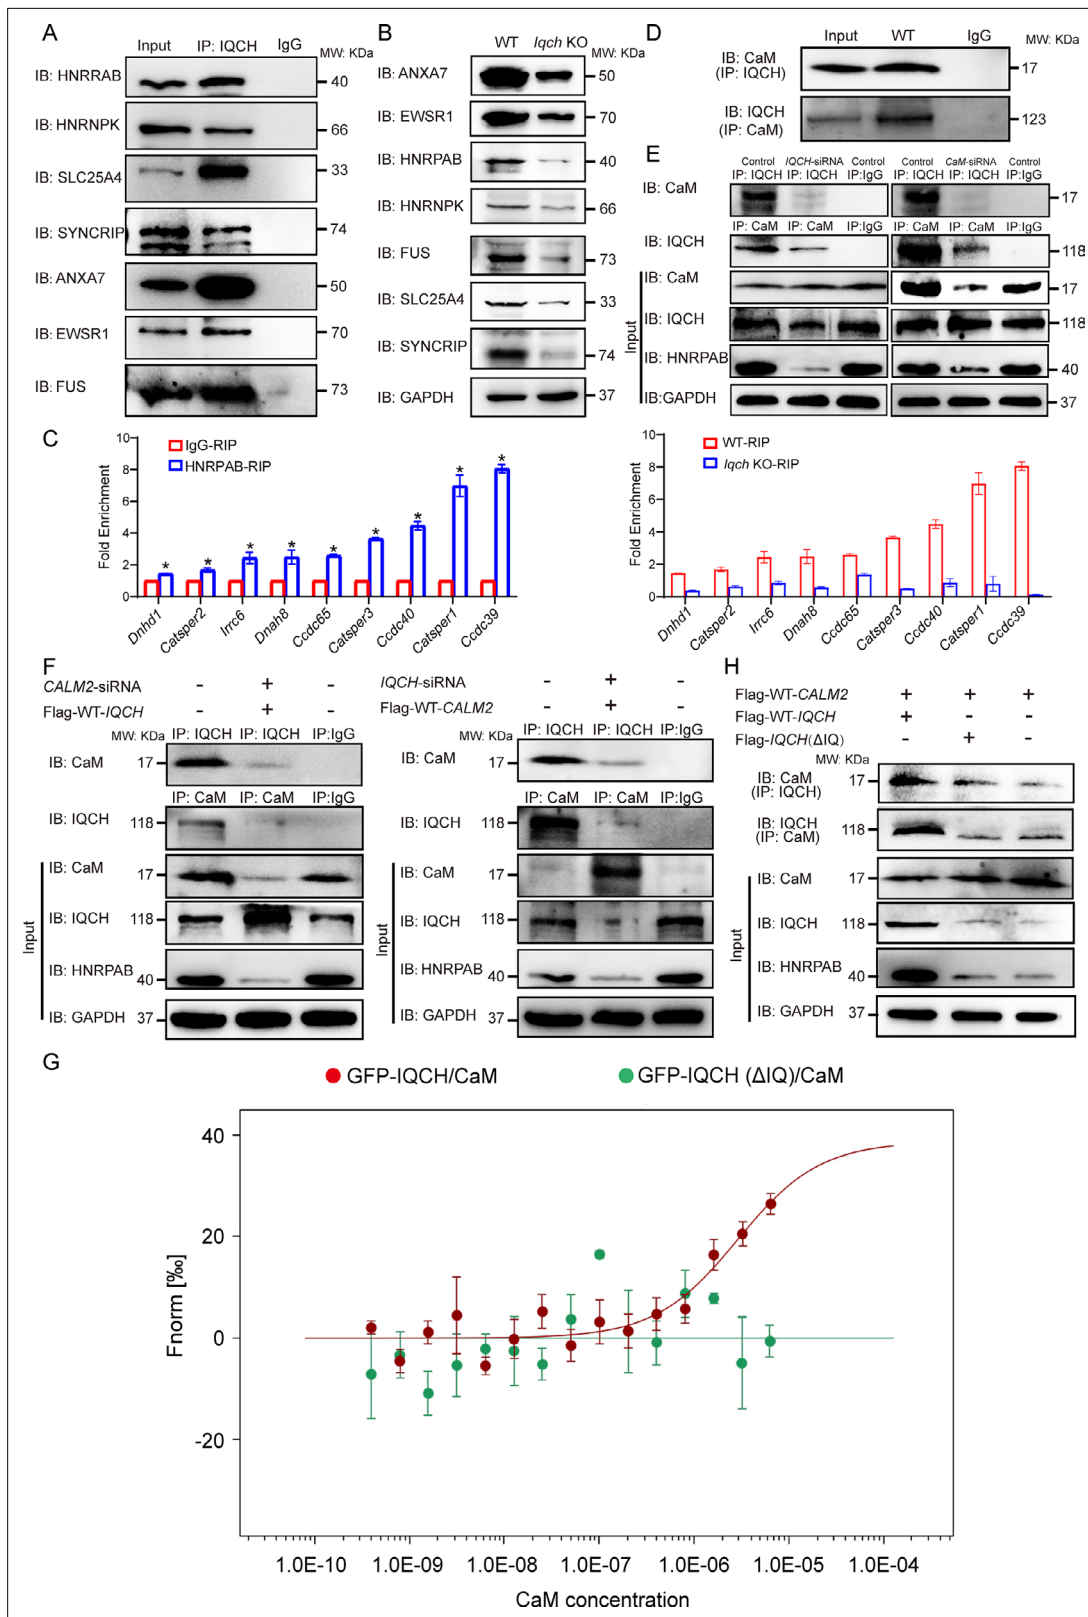 A
Input IP: IQCH IgG
MW: KDa
IB: HNRRAB 40
IB: HNRNPK 66
IB: SLC25A4 33
IB: SYNCRIP 74
IB: ANXA7 50
IB: EWSR1 70
IB: FUS 73
B
WT Iqch KO
MW: KDa
IB: ANXA7 50
IB: EWSR1 70
IB: HNRPAB 40
IB: HNRNPK 66
IB: FUS 73
IB: SLC25A4 33
IB: SYNCRIP 74
IB: GAPDH 37
D
Input WT IgG
MW: KDa
IB: CaM
(IP: IQCH) 17
IB: IQCH
(IP: CaM) 123
E
Control IQCH-siRNA Control Control CaM-siRNA Control
IP: IQCH IP: IQCH IP:IgG IP: IQCH IP: IQCH IP:IgG
IB: CaM 17
IP: CaM IP: CaM IP:IgG IP: CaM IP: CaM IP:IgG
IB: IQCH 118
Input
IB: CaM 17
IB: IQCH 118
IB: HNRPAB 40
IB:GAPDH 37
C
IgG-RIP
HNRPAB-RIP
Fold Enrichment
10
8
6
4
2
0
* * * * * * * * *
Dnhd1 Catsper2 lrrc6 Dnah8 Ccdc65 Catsper3 Ccdc40 Catsper1 Ccdc39
WT-RIP
Iqch KO-RIP
Fold Enrichment
10
8
6
4
2
0
Dnhd1 Catsper2 lrrc6 Dnah8 Ccdc65 Catsper3 Ccdc40 Catsper1 Ccdc39
F
CALM2-siRNA - + -
Flag-WT-IQCH - + -
MW: KDa IP: IQCH IP: IQCH IP:IgG
IB: CaM 17
IP: CaM IP: CaM IP:IgG
IB: IQCH 118
Input
IB: CaM 17
IB: IQCH 118
IB: HNRPAB 40
IB: GAPDH 37
IQCH-siRNA - + -
Flag-WT-CALM2 - + -
MW: KDa IP: IQCH IP: IQCH IP:IgG
IB: CaM 17
IP: CaM IP: CaM IP:IgG
IB: IQCH 118
Input
IB: CaM 17
IB: IQCH 118
IB: HNRPAB 40
IB: GAPDH 37
H
Flag-WT-CALM2 + + +
Flag-WT-IQCH + - -
Flag-IQCH(ΔIQ) - + -
MW: KDa
IB: CaM
(IP: IQCH) 17
IB: IQCH
(IP: CaM) 118
Input
IB: CaM 17
IB: IQCH 118
IB: HNRPAB 40
IB: GAPDH 37
G
GFP-IQCH/CaM
GFP-IQCH (ΔIQ)/CaM
Fnorm [‰]
40
20
0
-20
1.0E-10 1.0E-09 1.0E-08 1.0E-07 1.0E-06 1.0E-05 1.0E-04
CaM concentration